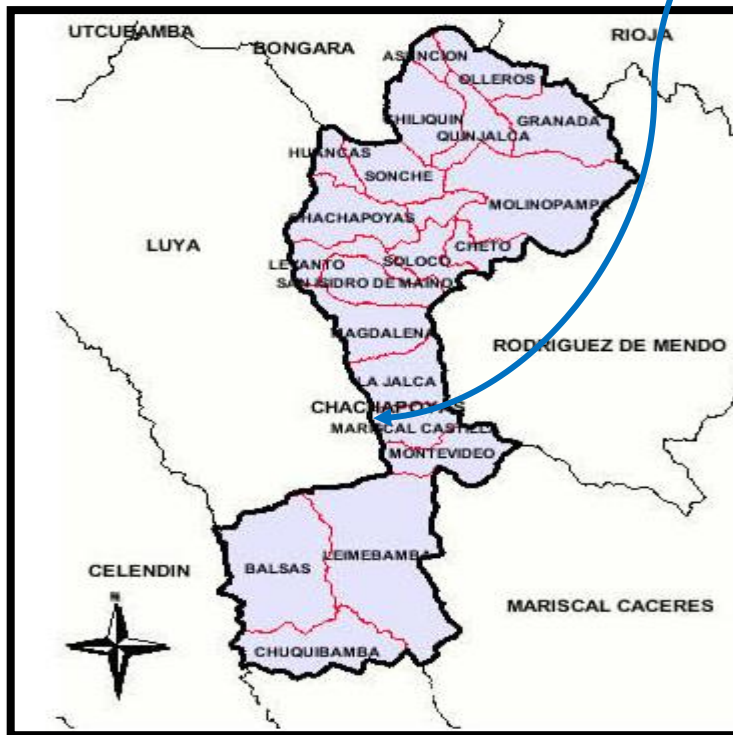 UTCUBAMBA
RIOJA
BONGARA
ASUNCION
OLLEROS
CHILIQUIN
GRANADA
QUINJALCA
HUANCAS
SONCHE
MOLINOPAMPA
CHACHAPOYAS
LUYA
CHETO
SOLOCO
LEVANTO
SAN ISIDRO DE MAINO
MAGDALENA
RODRIGUEZ DE MENDO
LA JALCA
CHACHAPOYAS
MARISCAL CASTILL
MONTEVIDEO
LEIMEBAMBA
BALSAS
CELENDIN
N
MARISCAL CACERES
CHUQUIBAMBA